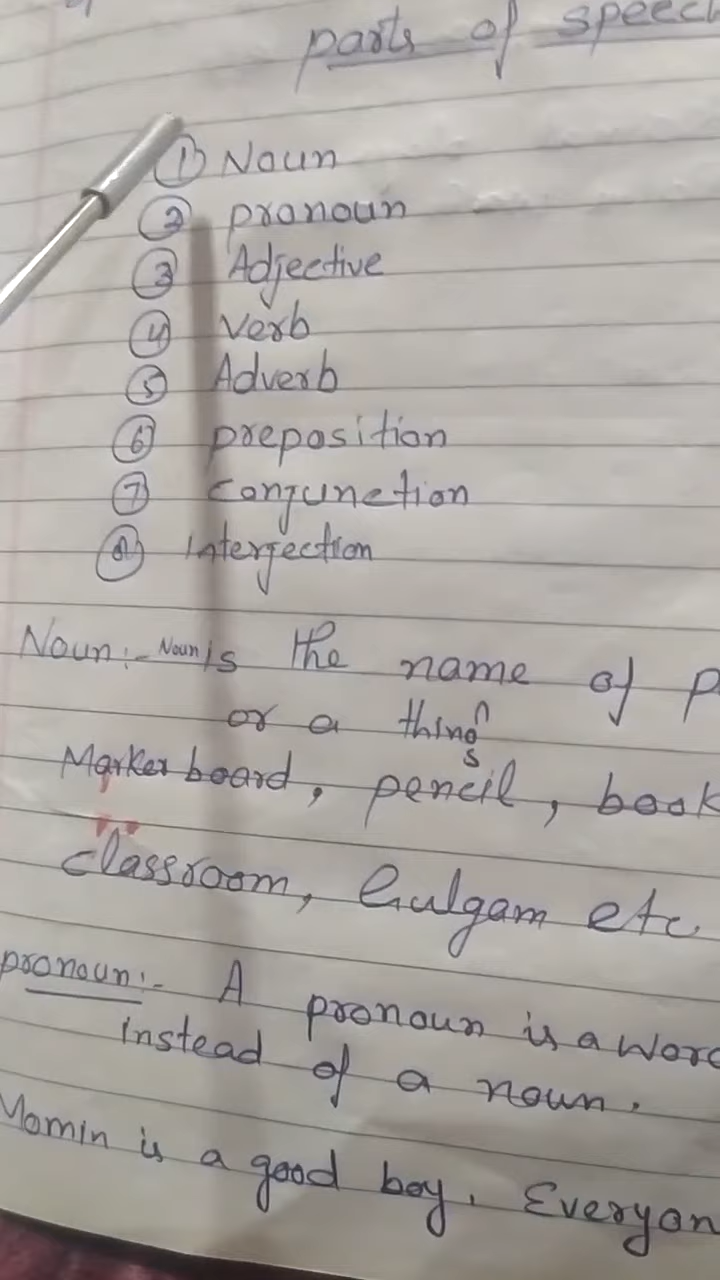 parts of speech
① Noun
② pronoun
③ Adjective
④ verb
⑤ Adverb
⑥ preposition
⑦ conjunction
⑧ Interjection
Noun:- Noun is the name of
or a things
Marker board, pencil, book
classroom, Gulgam etc.
pronoun:- A pronoun is a word
instead of a noun.
Momin is a good boy. Everyon